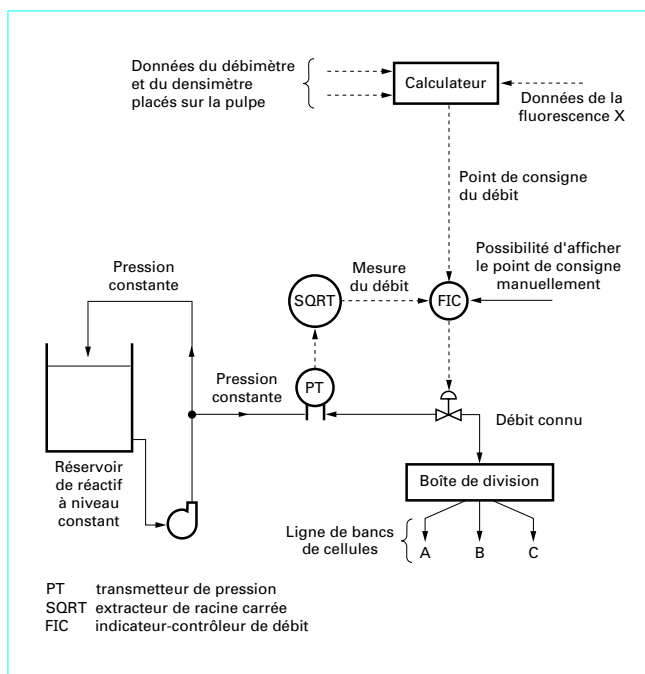 Données du débimètre
et du densimètre
placés sur la pulpe
Calculateur
Données de la
fluorescence X
Point de consigne
du débit
Possibilité d'afficher
le point de consigne
manuellement
Pression
constante
Mesure
du débit
SQRT
FIC
Pression
constante
PT
Débit connu
Réservoir
de réactif
à niveau
constant
Boîte de division
Ligne de bancs
de cellules
A B C
PT transmetteur de pression
SQRT extracteur de racine carrée
FIC indicateur-contrôleur de débit